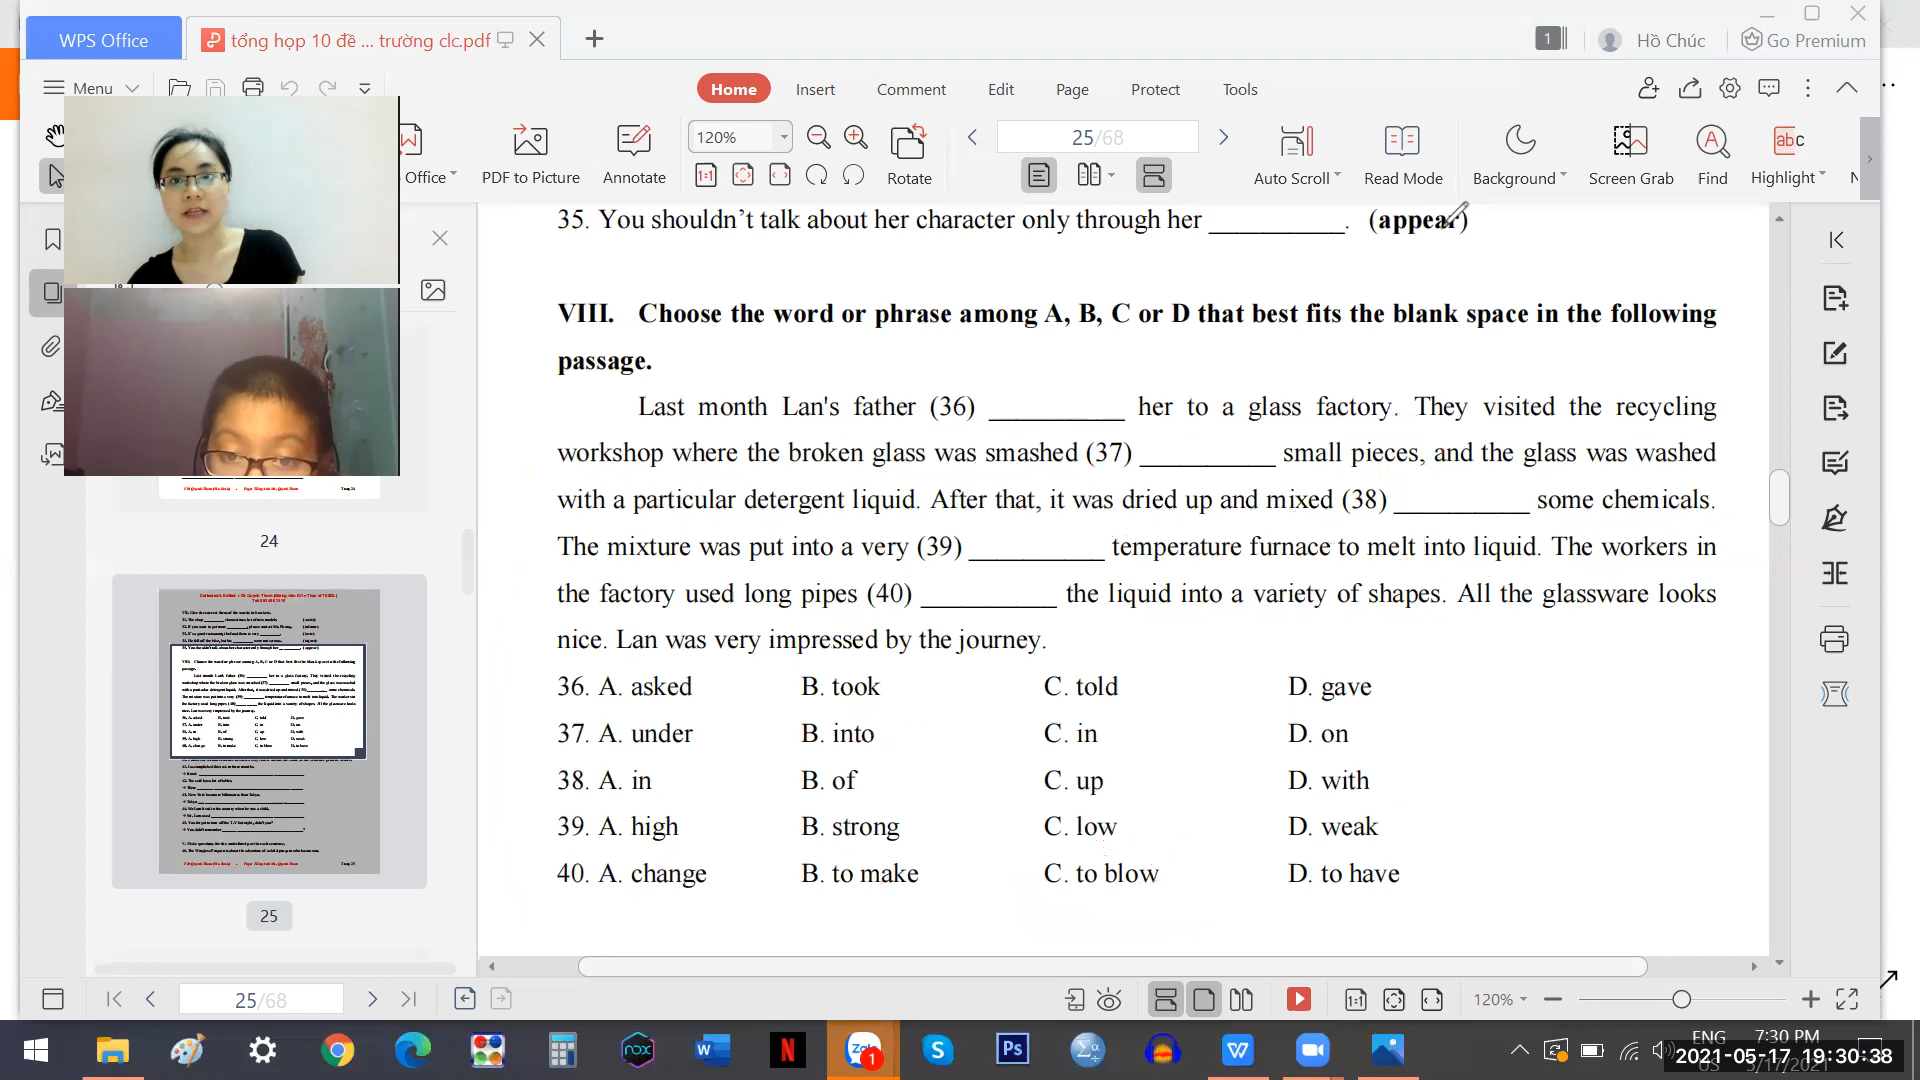 WPS Office
tổng hợp 10 đề ... trường clc.pdf
1
Hồ Chúc
Go Premium
Menu
Home
Insert
Comment
Edit
Page
Protect
Tools
Office
PDF to Picture
Annotate
120%
Rotate
25/68
Auto Scroll
Read Mode
Background
Screen Grab
Find
Highlight
35. You shouldn't talk about her character only through her __________. (appear)
VIII. Choose the word or phrase among A, B, C or D that best fits the blank space in the following
passage.
Last month Lan's father (36) __________ her to a glass factory. They visited the recycling
workshop where the broken glass was smashed (37) __________ small pieces, and the glass was washed
with a particular detergent liquid. After that, it was dried up and mixed (38) __________ some chemicals.
The mixture was put into a very (39) __________ temperature furnace to melt into liquid. The workers in
the factory used long pipes (40) __________ the liquid into a variety of shapes. All the glassware looks
nice. Lan was very impressed by the journey.
36. A. asked B. took C. told D. gave
37. A. under B. into C. in D. on
38. A. in B. of C. up D. with
39. A. high B. strong C. low D. weak
40. A. change B. to make C. to blow D. to have
24
25
25/68
120%
ENG
7:30 PM
2021-05-17 19:30:38